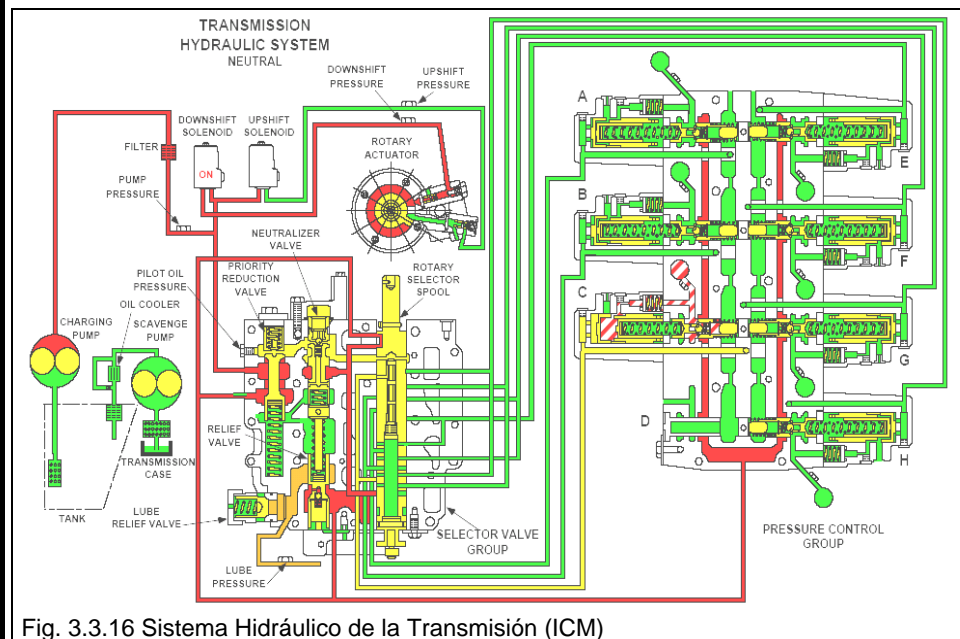 TRANSMISSION
HYDRAULIC SYSTEM
NEUTRAL
DOWNSHIFT
PRESSURE
UPSHIFT
PRESSURE
DOWNSHIFT
SOLENOID
UPSHIFT
SOLENOID
FILTER
ON
ROTARY
ACTUATOR
PUMP
PRESSURE
NEUTRALIZER
VALVE
PILOT OIL
PRESSURE
PRIORITY
REDUCTION
VALVE
ROTARY
SELECTOR
SPOOL
OIL COOLER
CHARGING
PUMP
SCAVENGE
PUMP
RELIEF
VALVE
TRANSMISSION
CASE
TANK
LUBE
RELIEF VALVE
LUBE
PRESSURE
SELECTOR VALVE
GROUP
A
B
C
D
E
F
G
H
PRESSURE CONTROL
GROUP
Fig. 3.3.16 Sistema Hidráulico de la Transmisión (ICM)